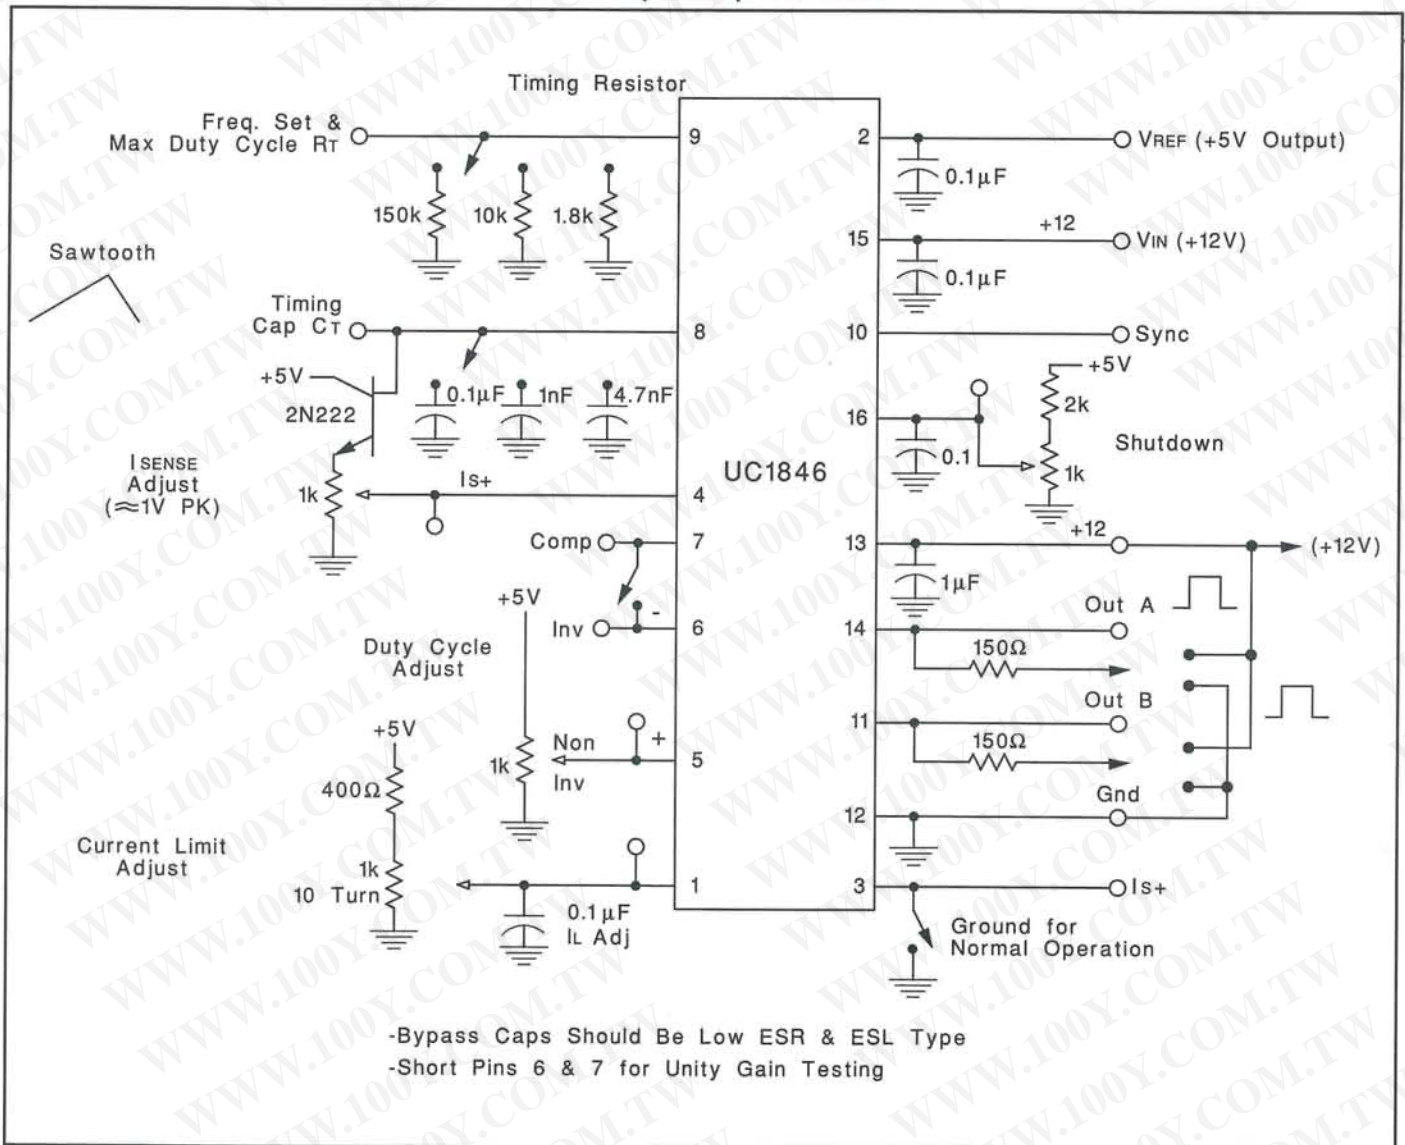 Timing Resistor
Freq. Set &
Max Duty Cycle RT
9
2
VREF (+5V Output)
0.1µF
150k
10k
1.8k
15
+12
VIN (+12V)
0.1µF
Sawtooth
Timing
Cap CT
8
10
Sync
+5V
2N222
0.1µF
1nF
4.7nF
+5V
2k
16
0.1
1k
Shutdown
UC1846
ISENSE
Adjust
(≈1V PK)
1k
IS+
4
Comp
7
13
+12
(+12V)
1µF
+5V
Inv
-
6
Out A
14
150Ω
Duty Cycle
Adjust
Out B
11
150Ω
+5V
400Ω
1k
Non
Inv
+
5
Gnd
12
Current Limit
Adjust
1k
10 Turn
1
0.1µF
IL Adj
3
IS+
Ground for
Normal Operation
-Bypass Caps Should Be Low ESR & ESL Type
-Short Pins 6 & 7 for Unity Gain Testing
WWW.100Y.COM.TW